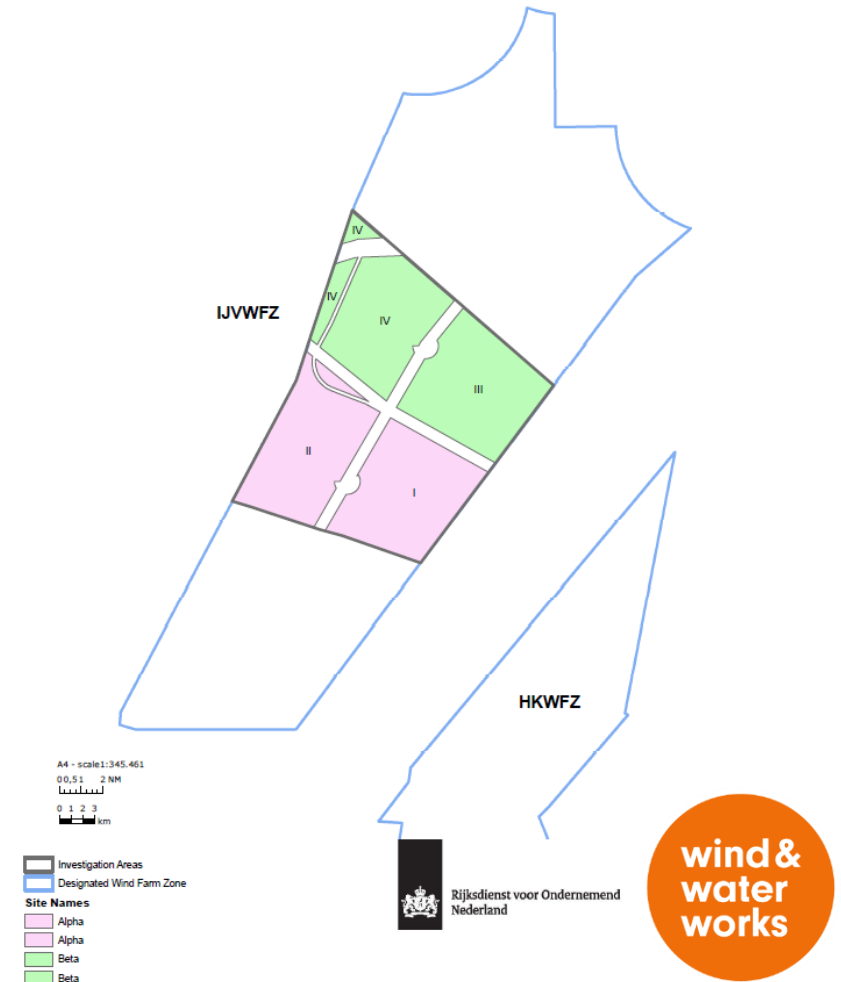 IV
IJVWFZ
IV
IV
III
II
I
HKWFZ
A4 - scale1:345.461
0 0,5 1 2 NM
0 1 2 3
km
Investigation Areas
Designated Wind Farm Zone
Site Names
Alpha
Alpha
Beta
Beta
Rijksdienst voor Ondernemend
Nederland
wind &
water
works